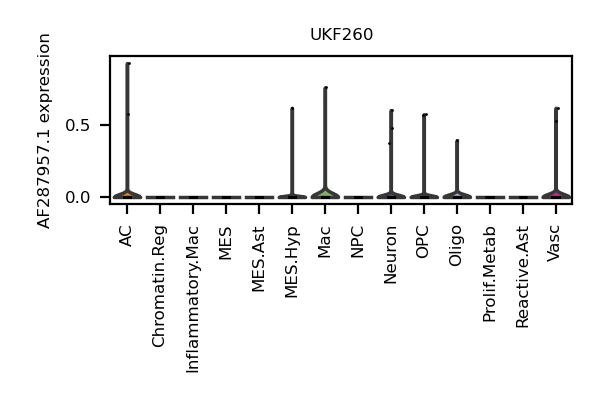 UKF260
AF287957.1 expression
0.5
0.0
AC
Chromatin.Reg
Inflammatory.Mac
MES
MES.Ast
MES.Hyp
Mac
NPC
Neuron
OPC
Oligo
Prolif.Metab
Reactive.Ast
Vasc